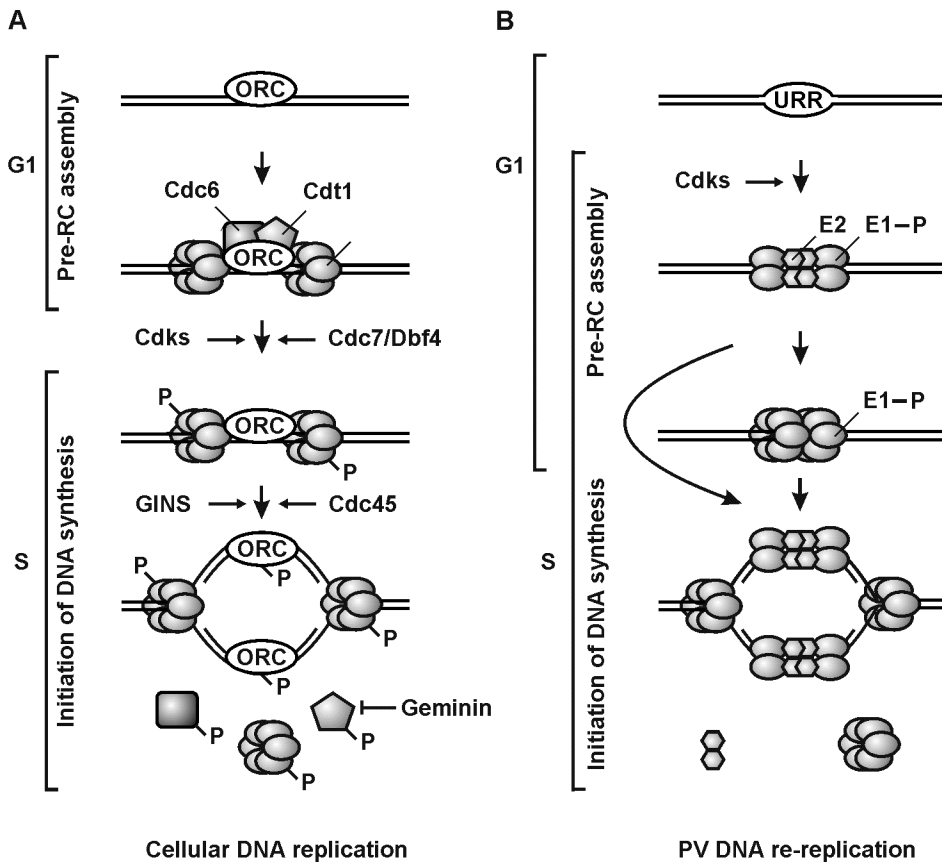 A
G1
Pre-RC assembly
ORC
Cdc6
Cdt1
ORC
Cdks
Cdc7/Dbf4
S
Initiation of DNA synthesis
P
ORC
P
GINS
Cdc45
ORC
P
P
P
ORC
P
P
P
P
Geminin
Cellular DNA replication
B
G1
Pre-RC assembly
URR
Cdks
E2
E1–P
E1–P
S
Initiation of DNA synthesis
PV DNA re-replication